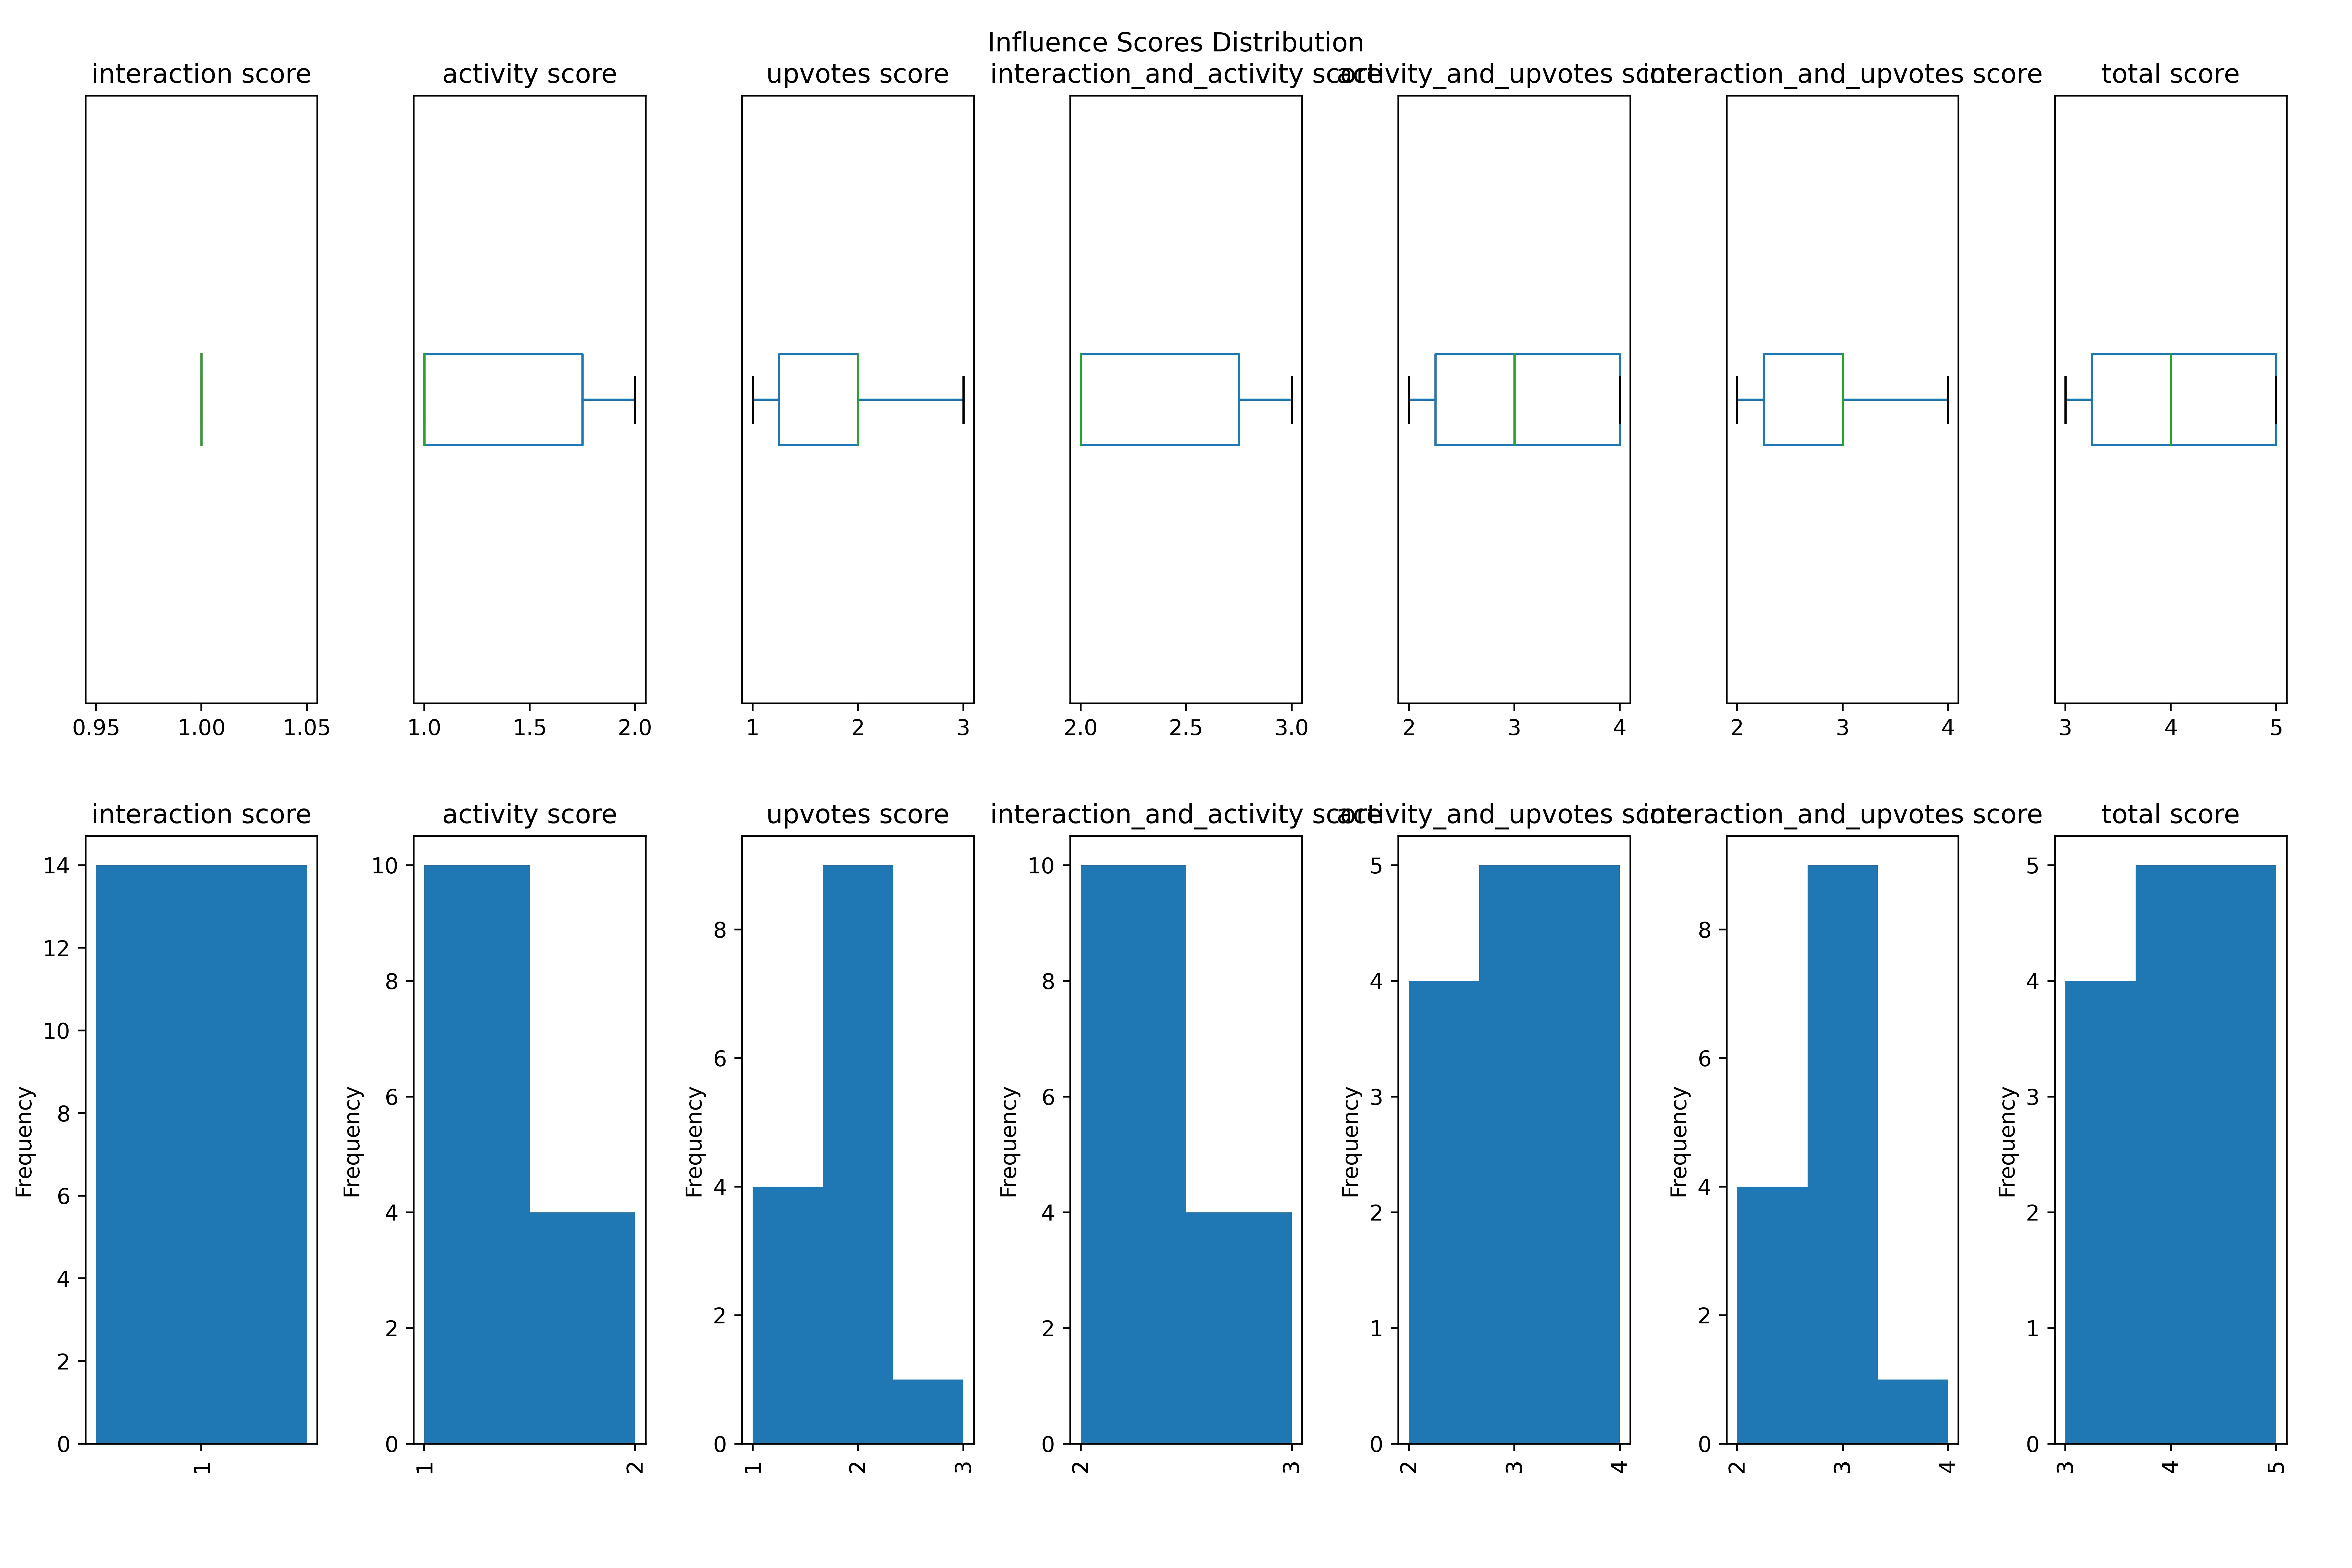 Influence Scores Distribution
interaction score
activity score
upvotes score
interaction_and_activity score
activity_and_upvotes score
interaction_and_upvotes score
total score
0.95 1.00 1.05
1.0 1.5 2.0
1 2 3
2.0 2.5 3.0
2 3 4
2 3 4
3 4 5
interaction score
activity score
upvotes score
interaction_and_activity score
activity_and_upvotes score
interaction_and_upvotes score
total score
Frequency
14
12
10
8
6
4
2
0
1
Frequency
10
8
6
4
2
0
1 2
Frequency
8
6
4
2
0
1 2 3
Frequency
10
8
6
4
2
0
2 3
Frequency
5
4
3
2
1
0
2 3 4
Frequency
8
6
4
2
0
2 3 4
Frequency
5
4
3
2
1
0
3 4 5